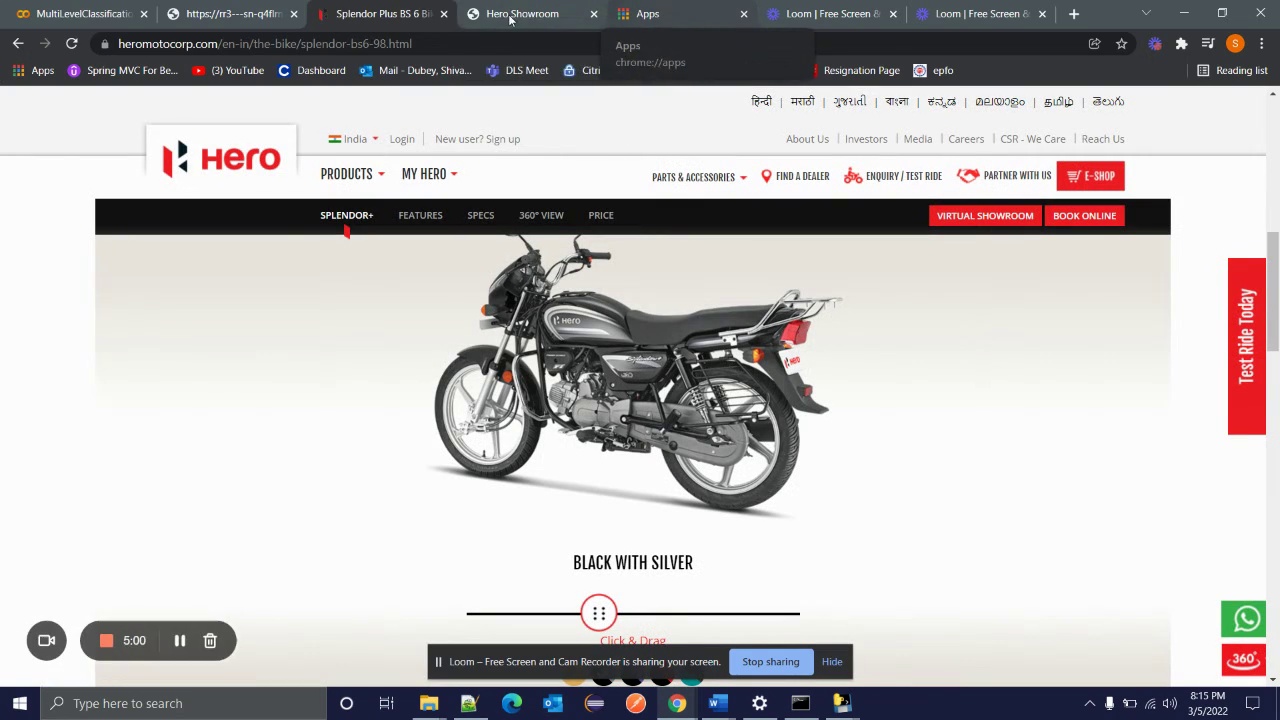 MultiLevelClassificatio
https://r3---sn-q4flrn
Splendor Plus BS 6 Bi
Hero Showroom
Apps
Loom | Free Screen &
Loom | Free Screen &
heromotocorp.com/en-in/the-bike/splendor-bs6-98.html
S
Apps
chrome://apps
Apps
Spring MVC For Be...
(3) YouTube
Dashboard
Mail - Dubey, Shiva...
DLS Meet
Citri
Resignation Page
epfo
Reading list
हिन्दी
मराठी
ગુજરાતી
বাংলা
ಕನ್ನಡ
മലയാളം
தமிழ்
తెలుగు
India
Login
New user? Sign up
About Us
Investors
Media
Careers
CSR - We Care
Reach Us
Hero
PRODUCTS
MY HERO
PARTS & ACCESSORIES
FIND A DEALER
ENQUIRY / TEST RIDE
PARTNER WITH US
E-SHOP
SPLENDOR+
FEATURES
SPECS
360° VIEW
PRICE
VIRTUAL SHOWROOM
BOOK ONLINE
Hero
Hero
Test Ride Today
BLACK WITH SILVER
Click & Drag
5:00
Loom – Free Screen and Cam Recorder is sharing your screen.
Stop sharing
Hide
360°
Type here to search
8:15 PM
3/5/2022